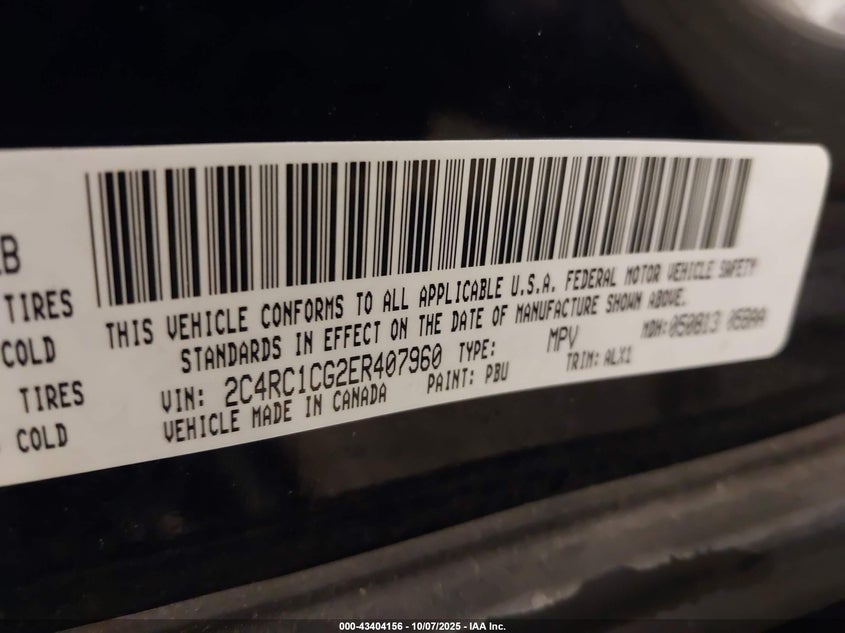 RB
TIRES
COLD
TIRES
COLD
THIS VEHICLE CONFORMS TO ALL APPLICABLE U.S.A. FEDERAL MOTOR VEHICLE SAFETY
STANDARDS IN EFFECT ON THE DATE OF MANUFACTURE SHOWN ABOVE.
VIN: 2C4RC1CG2ER407960 TYPE: MPV MDH:050813 058AA
VEHICLE MADE IN CANADA PAINT: PBU TRIM: ALX1
000-43404156 - 10/07/2025 - IAA Inc.